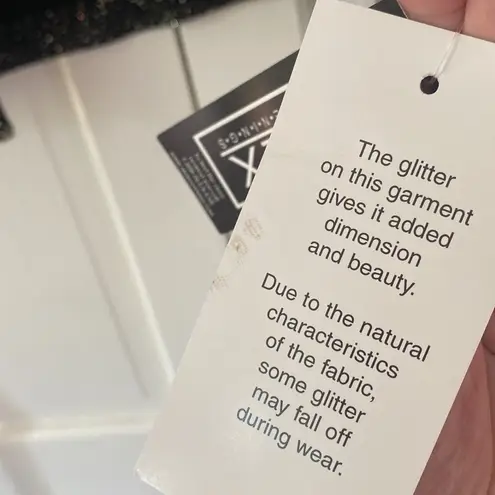 The glitter
on this garment
gives it added
dimension
and beauty.
Due to the natural
characteristics
of the fabric,
some glitter
may fall off
during wear.
N·I·N·G·S
X